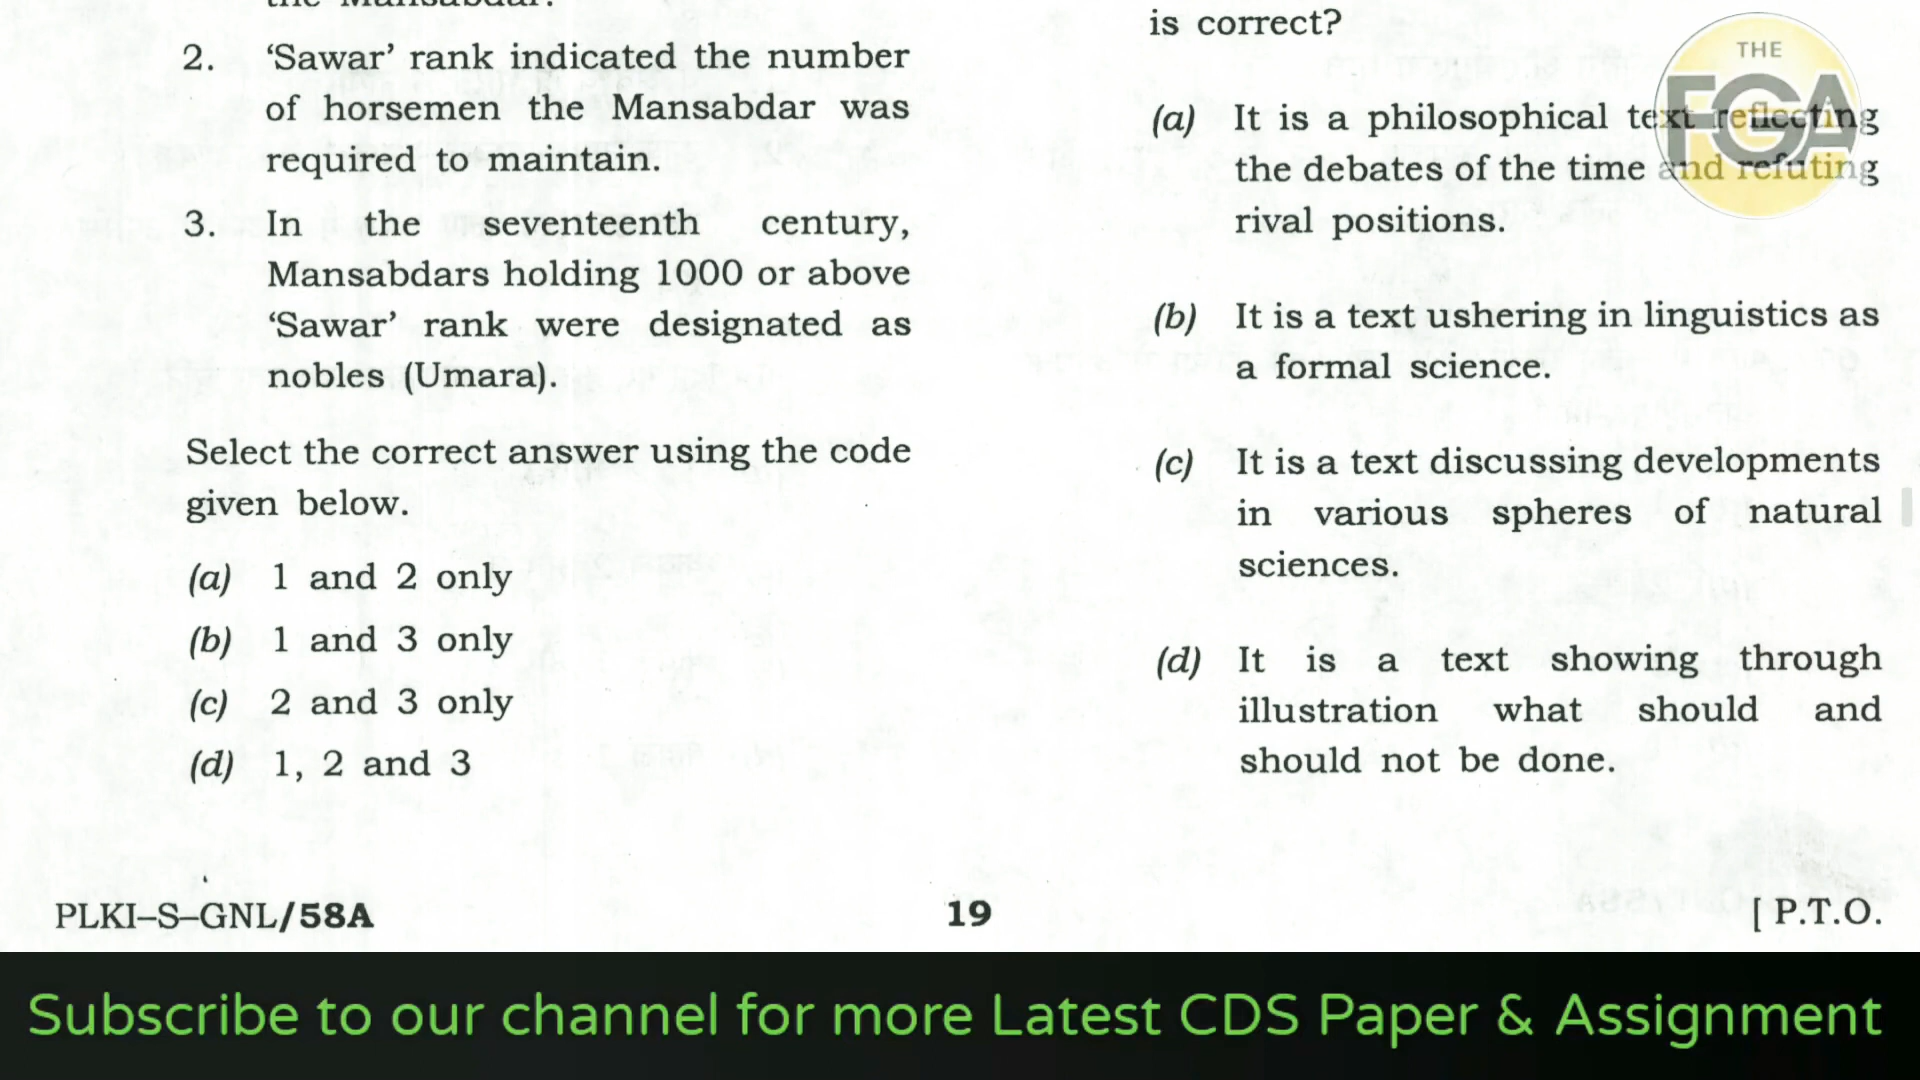 the Mansabdar.
2. ‘Sawar’ rank indicated the number
of horsemen the Mansabdar was
required to maintain.
3. In the seventeenth century,
Mansabdars holding 1000 or above
‘Sawar’ rank were designated as
nobles (Umara).
Select the correct answer using the code
given below.
(a) 1 and 2 only
(b) 1 and 3 only
(c) 2 and 3 only
(d) 1, 2 and 3
is correct?
(a) It is a philosophical text reflecting
the debates of the time and refuting
rival positions.
(b) It is a text ushering in linguistics as
a formal science.
(c) It is a text discussing developments
in various spheres of natural
sciences.
(d) It is a text showing through
illustration what should and
should not be done.
THE
FGA
PLKI–S–GNL/58A
19
[ P.T.O.
Subscribe to our channel for more Latest CDS Paper & Assignment